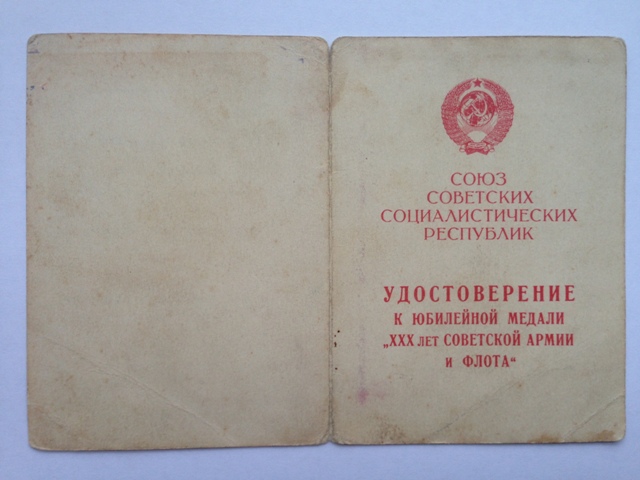 СОЮЗ
СОВЕТСКИХ
СОЦИАЛИСТИЧЕСКИХ
РЕСПУБЛИК
УДОСТОВЕРЕНИЕ
К ЮБИЛЕЙНОЙ МЕДАЛИ
„XXX ЛЕТ СОВЕТСКОЙ АРМИИ
И ФЛОТА“